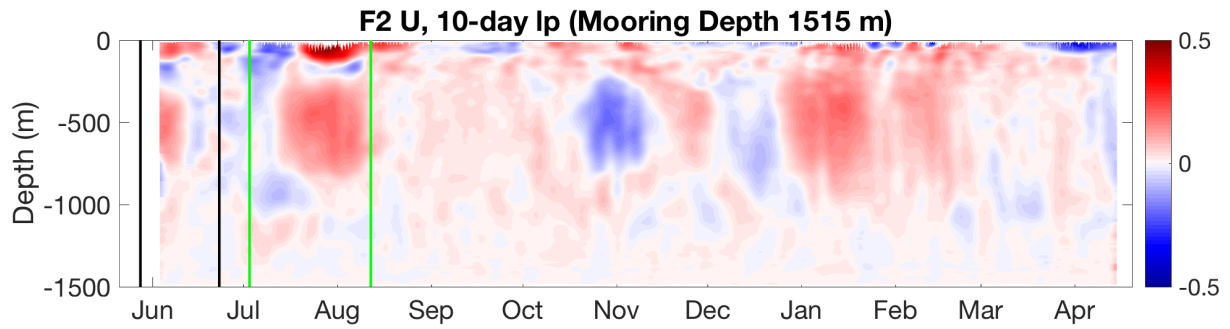 F2 U, 10-day lp (Mooring Depth 1515 m)
0
-500
-1000
-1500
Depth (m)
Jun Jul Aug Sep Oct Nov Dec Jan Feb Mar Apr
0.5
0
-0.5